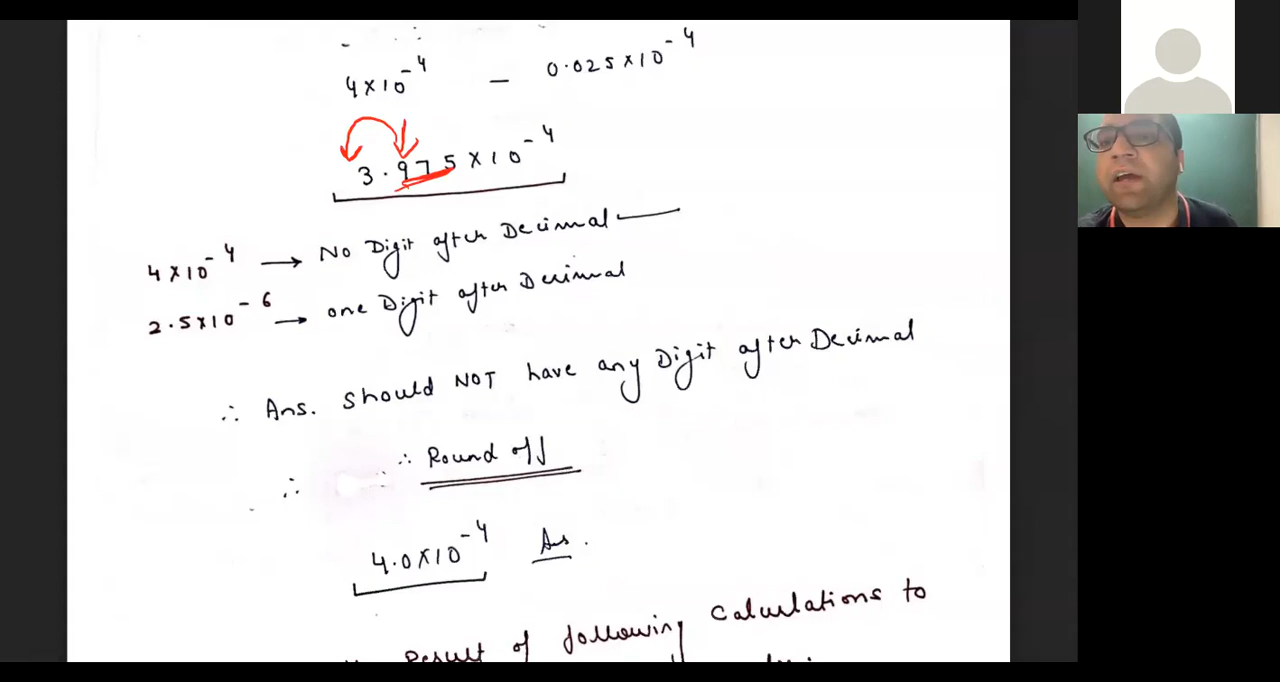 4×10⁻⁴ – 0.025×10⁻⁴
3.975×10⁻⁴
4×10⁻⁴ → No Digit after Decimal
2.5×10⁻⁶ → one Digit after Decimal
∴ Ans. should NOT have any Digit after Decimal
∴ Round off
∴
4.0×10⁻⁴ Ans.
Result of following calculations to